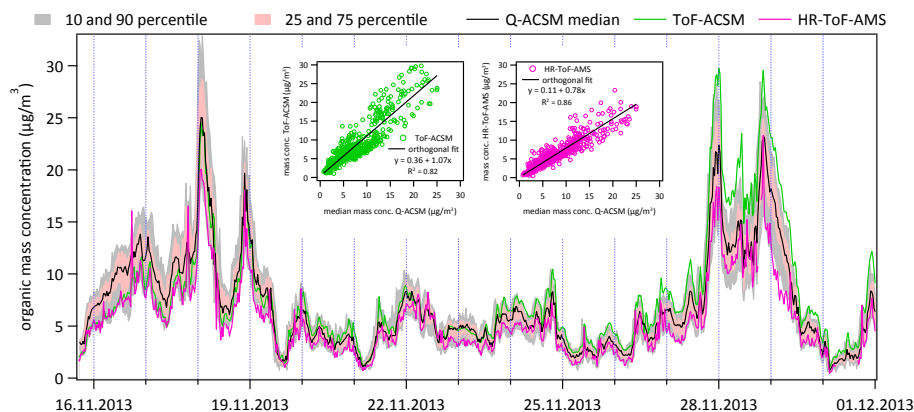 10 and 90 percentile 25 and 75 percentile Q-ACSM median ToF-ACSM HR-ToF-AMS
organic mass concentration (µg/m³)
30
25
20
15
10
5
0
16.11.2013 19.11.2013 22.11.2013 25.11.2013 28.11.2013 01.12.2013
mass conc. ToF-ACSM (µg/m³)
30
25
20
15
10
5
0
ToF-ACSM
orthogonal fit
y = 0.36 + 1.07x
R² = 0.82
0 5 10 15 20 25 30
median mass conc. Q-ACSM (µg/m³)
mass conc. HR-ToF-AMS (µg/m³)
30
25
20
15
10
5
0
HR-ToF-AMS
orthogonal fit
y = 0.11 + 0.78x
R² = 0.86
0 5 10 15 20 25 30
median mass conc. Q-ACSM (µg/m³)